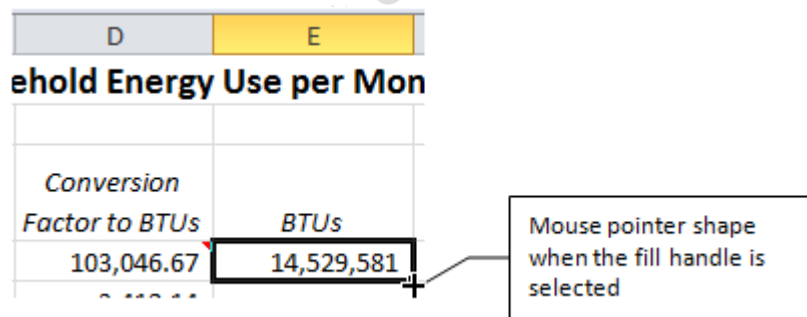 D E
ehold Energy Use per Mon
Conversion
Factor to BTUs BTUs
103,046.67 14,529,581
Mouse pointer shape
when the fill handle is
selected